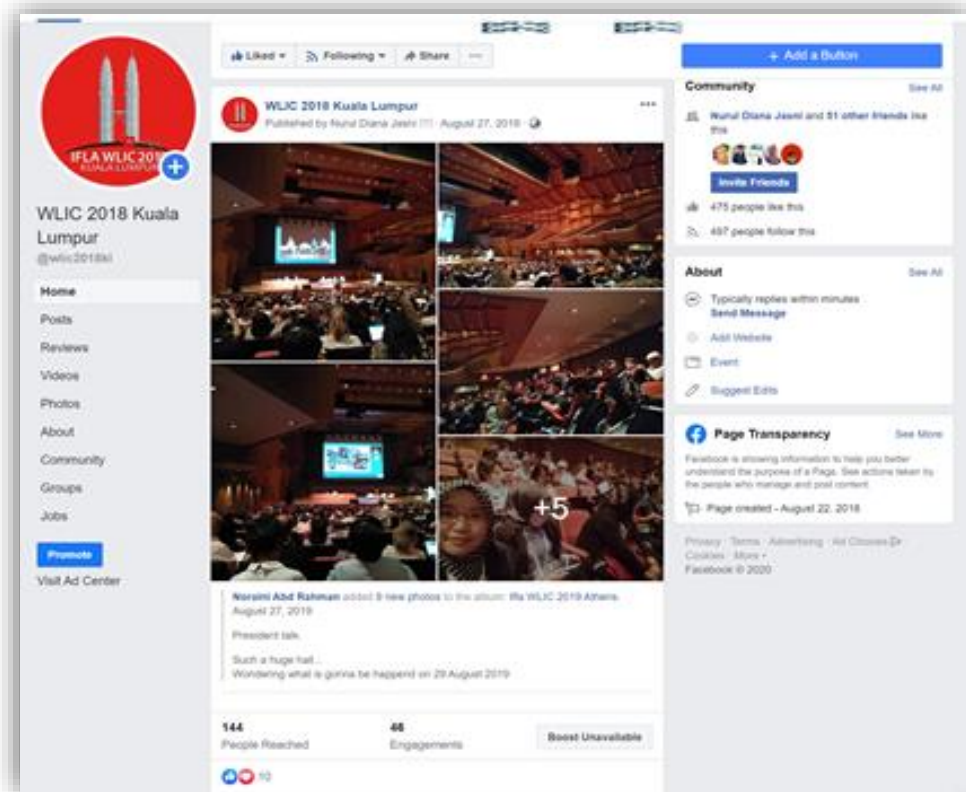 Liked
Following
Share
+ Add a Button
IFLA WLIC 2018
KUALA LUMPUR
WLIC 2018 Kuala
Lumpur
@wlic2018kl
Home
Posts
Reviews
Videos
Photos
About
Community
Groups
Jobs
Promote
Visit Ad Center
WLIC 2018 Kuala Lumpur
Published by Nurul Diana Jasni · August 27, 2018
+5
Noraini Abd Rahman added 9 new photos to the album: Ifla WLIC 2019 Athens.
August 27, 2019
President talk.
Such a huge hall...
Wondering what is gonna be happend on 29 August 2019
144
People Reached
46
Engagements
Boost Unavailable
10
Community
See All
Nurul Diana Jasni and 51 other friends like
this
Invite Friends
475 people like this
497 people follow this
About
See All
Typically replies within minutes
Send Message
Add Website
Event
Suggest Edits
Page Transparency
See More
Facebook is showing information to help you better
understand the purpose of a Page. See actions taken by
the people who manage and post content.
Page created - August 22, 2018
Privacy · Terms · Advertising · Ad Choices
Cookies · More
Facebook © 2020